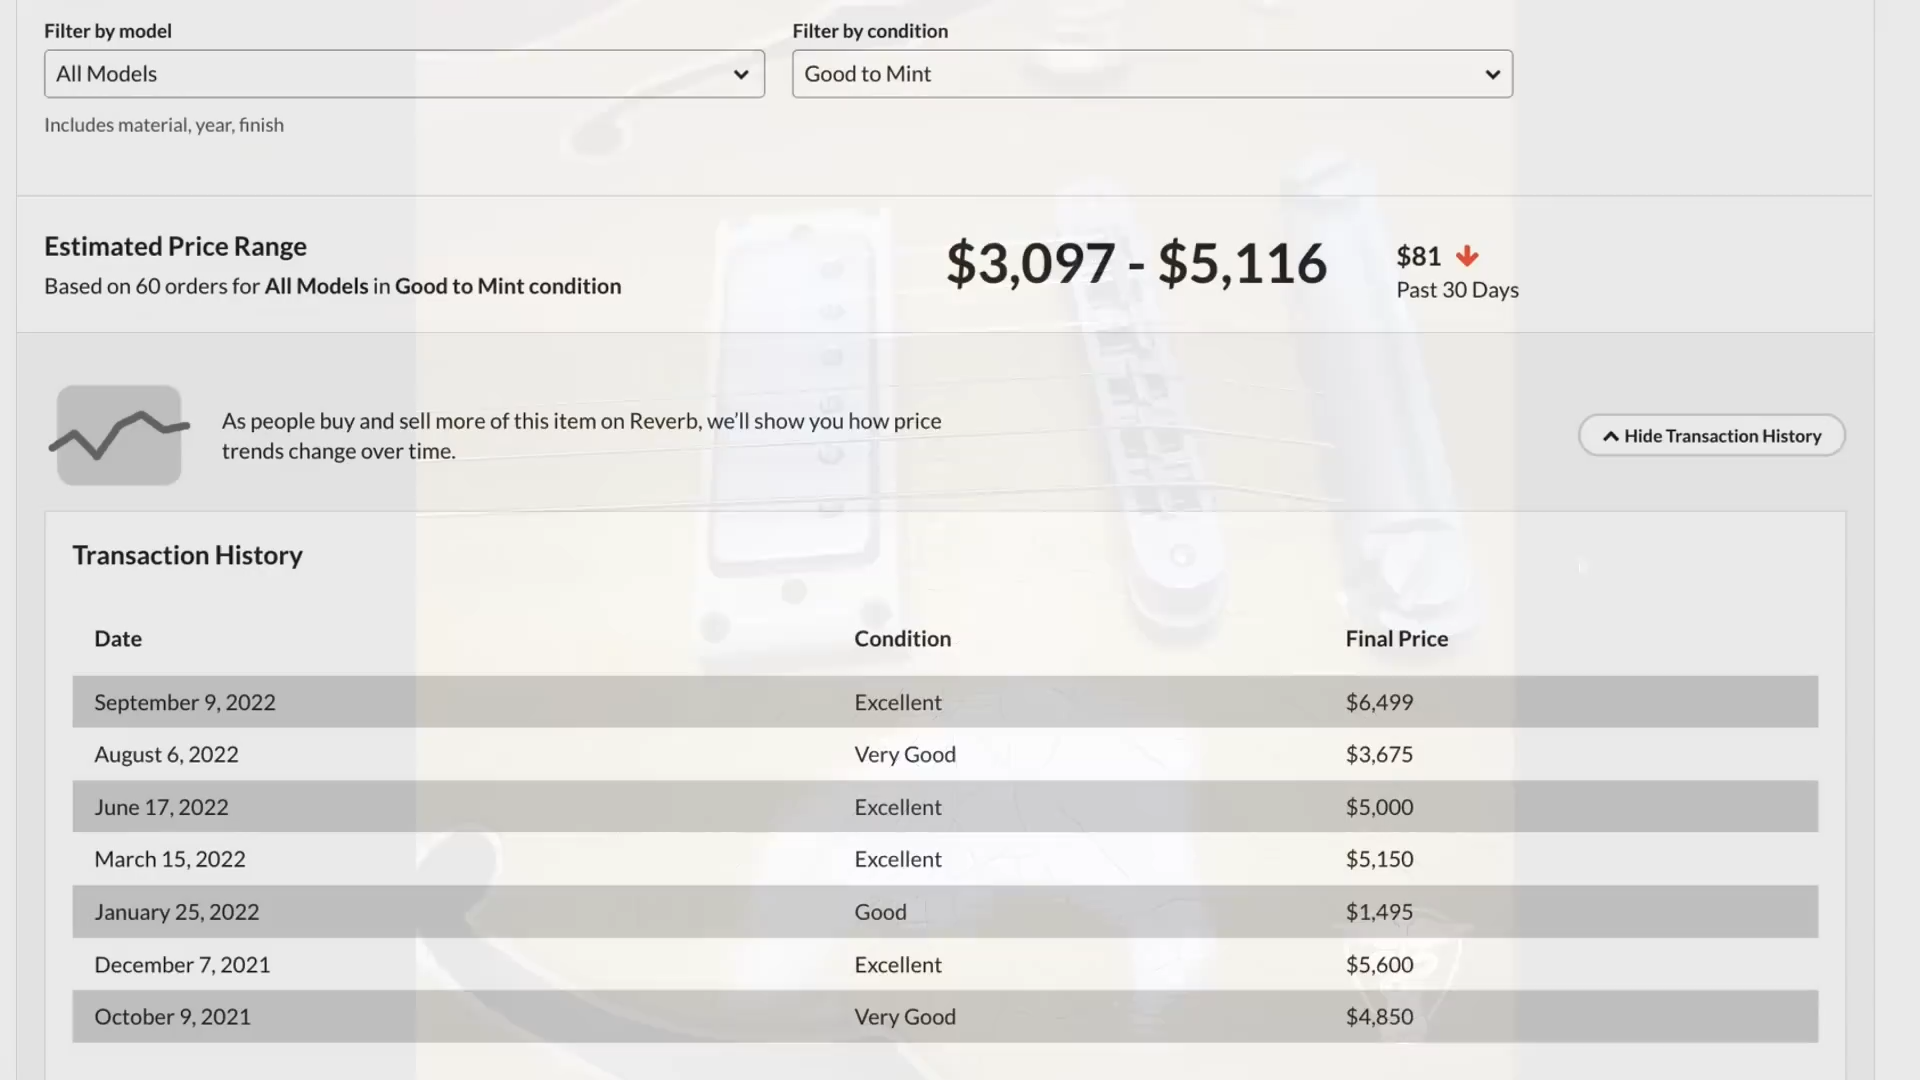 Filter by model
Filter by condition
All Models
Good to Mint
Includes material, year, finish
Estimated Price Range
Based on 60 orders for All Models in Good to Mint condition
$3,097 - $5,116
$81
Past 30 Days
As people buy and sell more of this item on Reverb, we’ll show you how price
trends change over time.
Hide Transaction History
Transaction History
Date Condition Final Price
September 9, 2022 Excellent $6,499
August 6, 2022 Very Good $3,675
June 17, 2022 Excellent $5,000
March 15, 2022 Excellent $5,150
January 25, 2022 Good $1,495
December 7, 2021 Excellent $5,600
October 9, 2021 Very Good $4,850